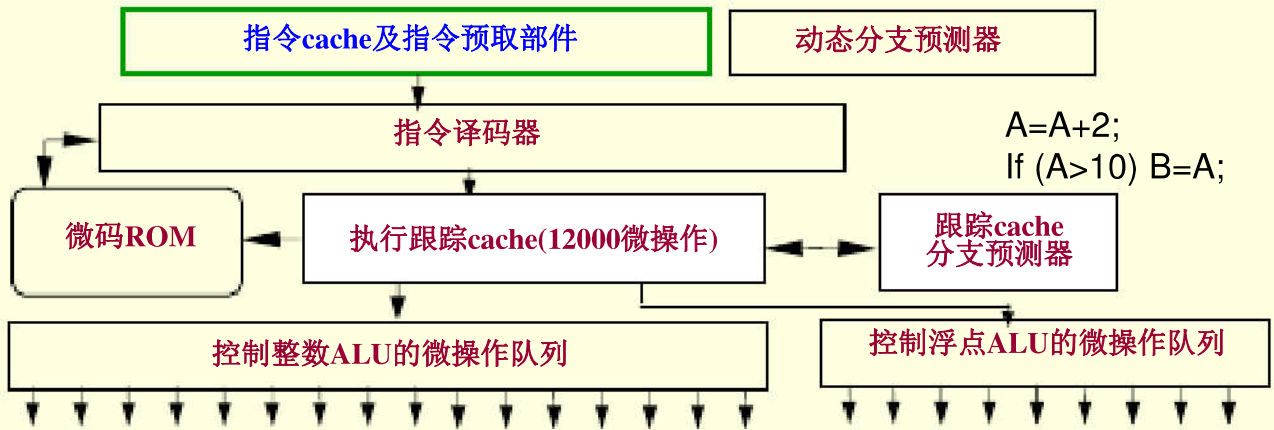 指令cache及指令预取部件
动态分支预测器
指令译码器
A=A+2;
If (A>10) B=A;
微码ROM
执行跟踪cache(12000微操作)
跟踪cache
分支预测器
控制整数ALU的微操作队列
控制浮点ALU的微操作队列